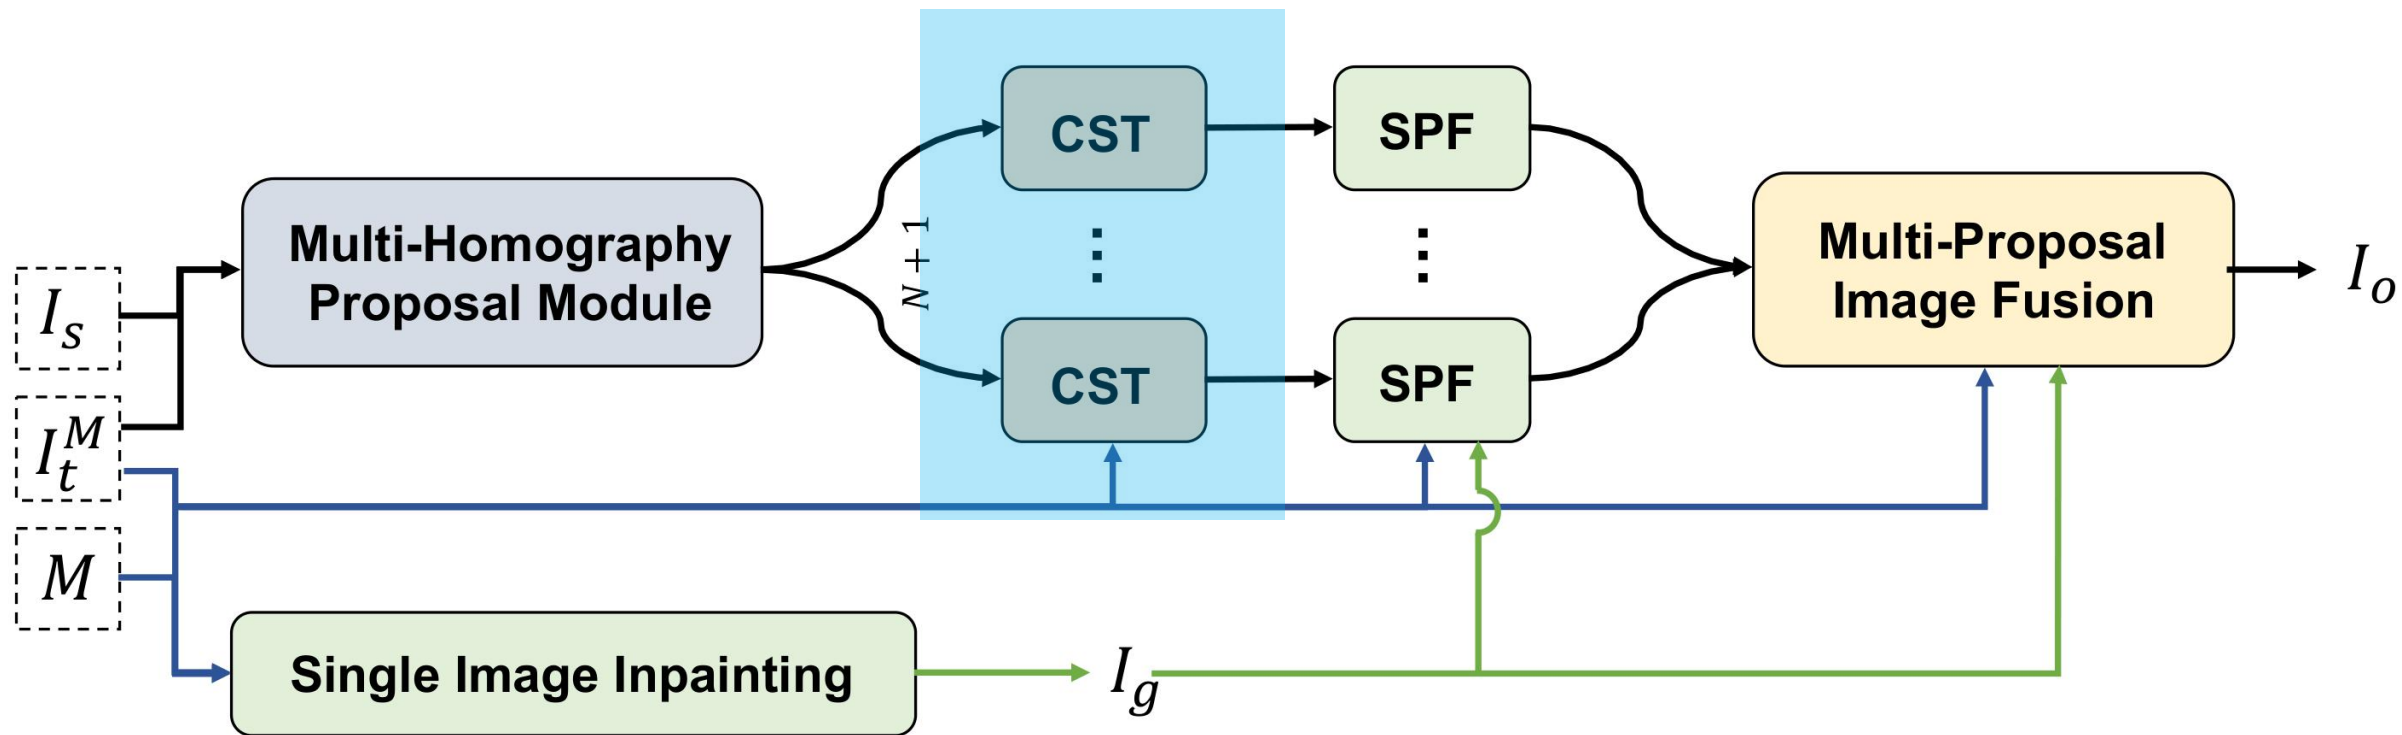 CST
SPF
Multi-Homography
Proposal Module
N + 1
Multi-Proposal
Image Fusion
I_o
I_s
CST
SPF
I_t^M
M
Single Image Inpainting
I_g